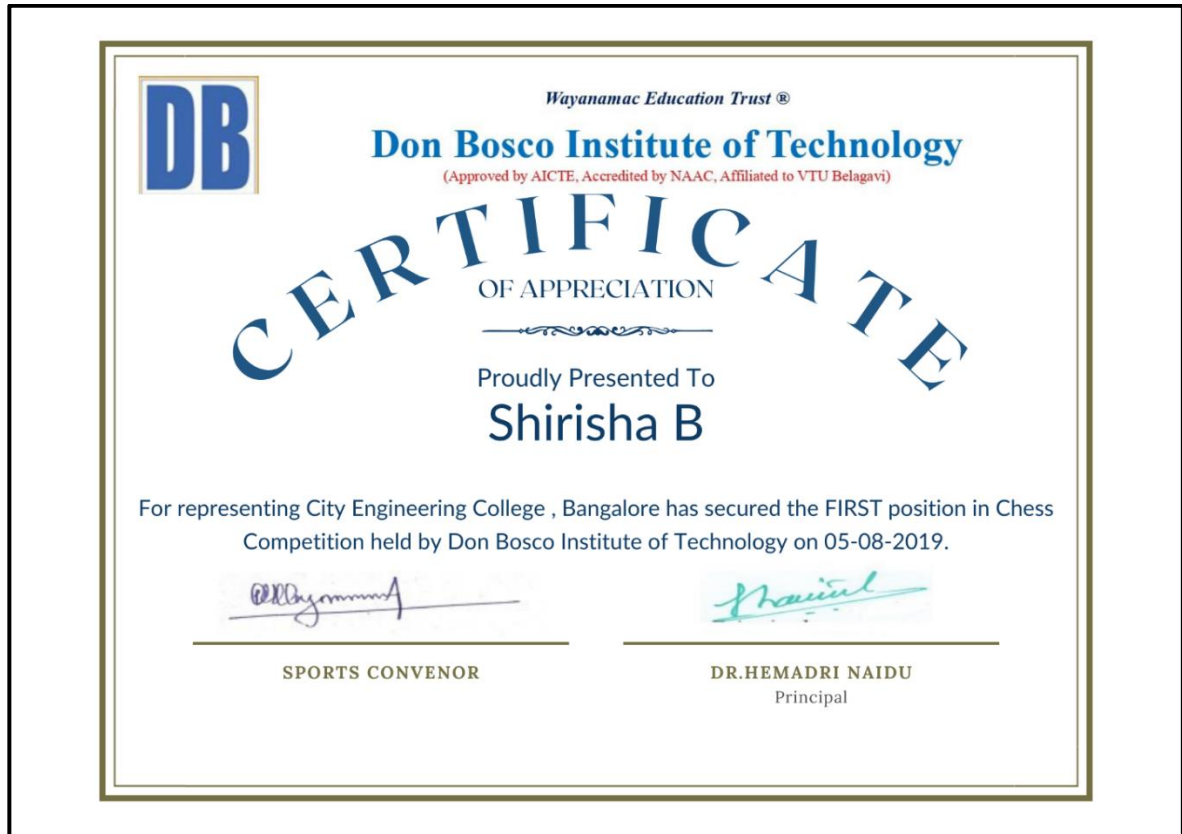 DB
Wayanamac Education Trust ®
Don Bosco Institute of Technology
(Approved by AICTE, Accredited by NAAC, Affiliated to VTU Belagavi)
CERTIFICATE
OF APPRECIATION
Proudly Presented To
Shirisha B
For representing City Engineering College , Bangalore has secured the FIRST position in Chess
Competition held by Don Bosco Institute of Technology on 05-08-2019.
SPORTS CONVENOR
DR.HEMADRI NAIDU
Principal